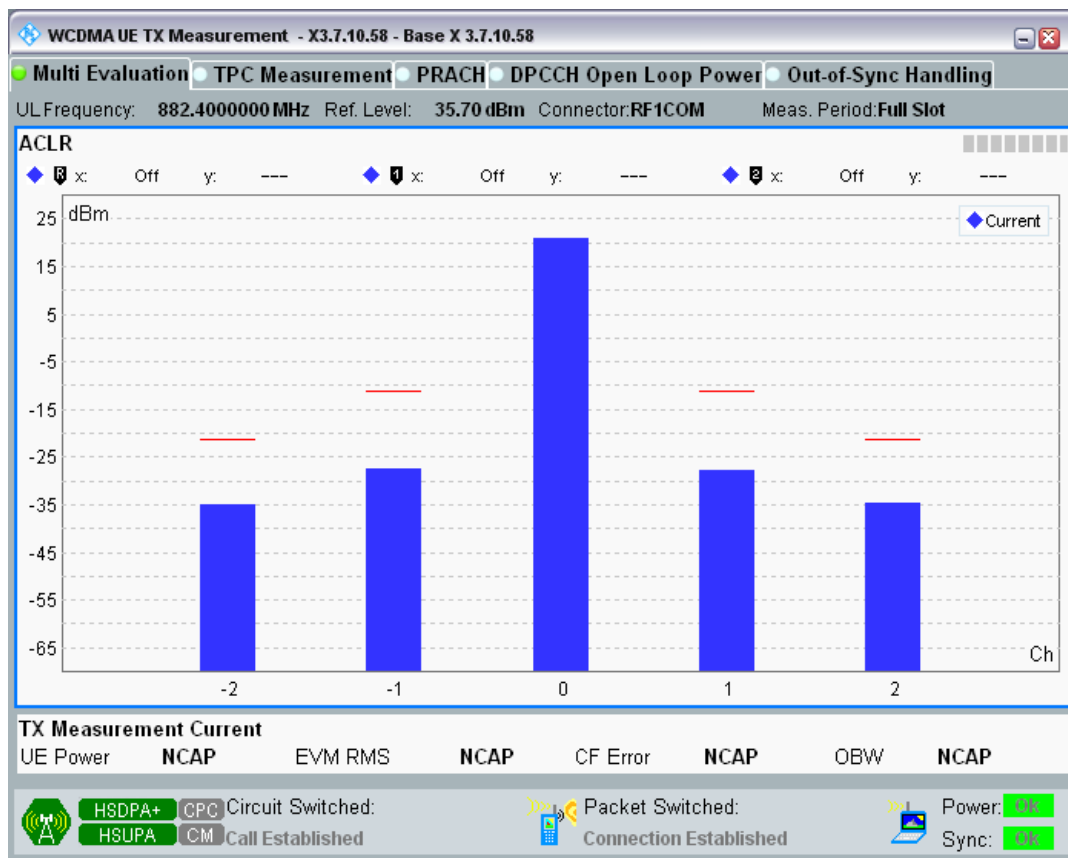 WCDMA UE TX Measurement - X3.7.10.58 - Base X 3.7.10.58
Multi Evaluation TPC Measurement PRACH DPCCH Open Loop Power Out-of-Sync Handling
UL Frequency: 882.4000000 MHz Ref. Level: 35.70 dBm Connector:RF1COM Meas. Period:Full Slot
ACLR
R x: Off y: --- 1 x: Off y: --- 2 x: Off y: ---
dBm
Current
25
15
5
-5
-15
-25
-35
-45
-55
-65
Ch
-2 -1 0 1 2
TX Measurement Current
UE Power NCAP EVM RMS NCAP CF Error NCAP OBW NCAP
HSDPA+ CPC Circuit Switched: Packet Switched: Power: OK
HSUPA CM Call Established Connection Established Sync: OK